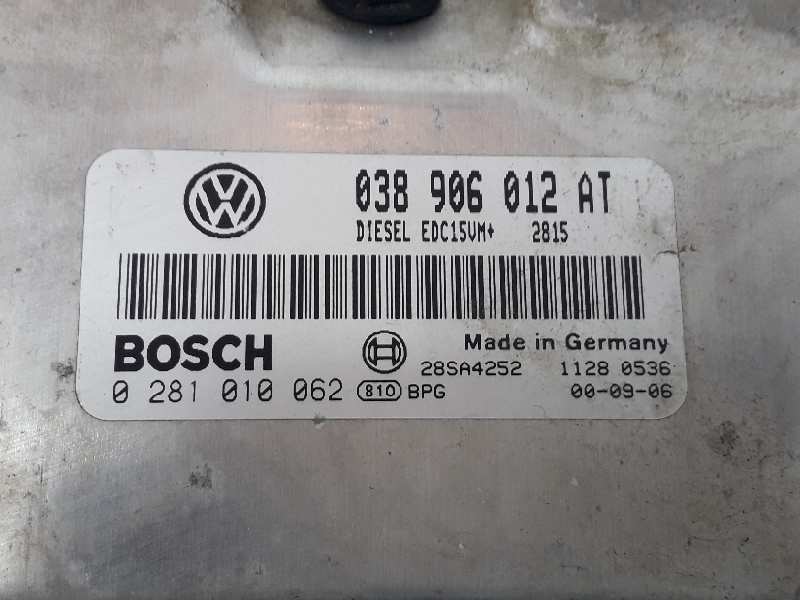 038 906 012 AT
DIESEL EDC15VM+ 2815
BOSCH
Made in Germany
28SA4252 1128 0536
0 281 010 062 810 BPG 00-09-06